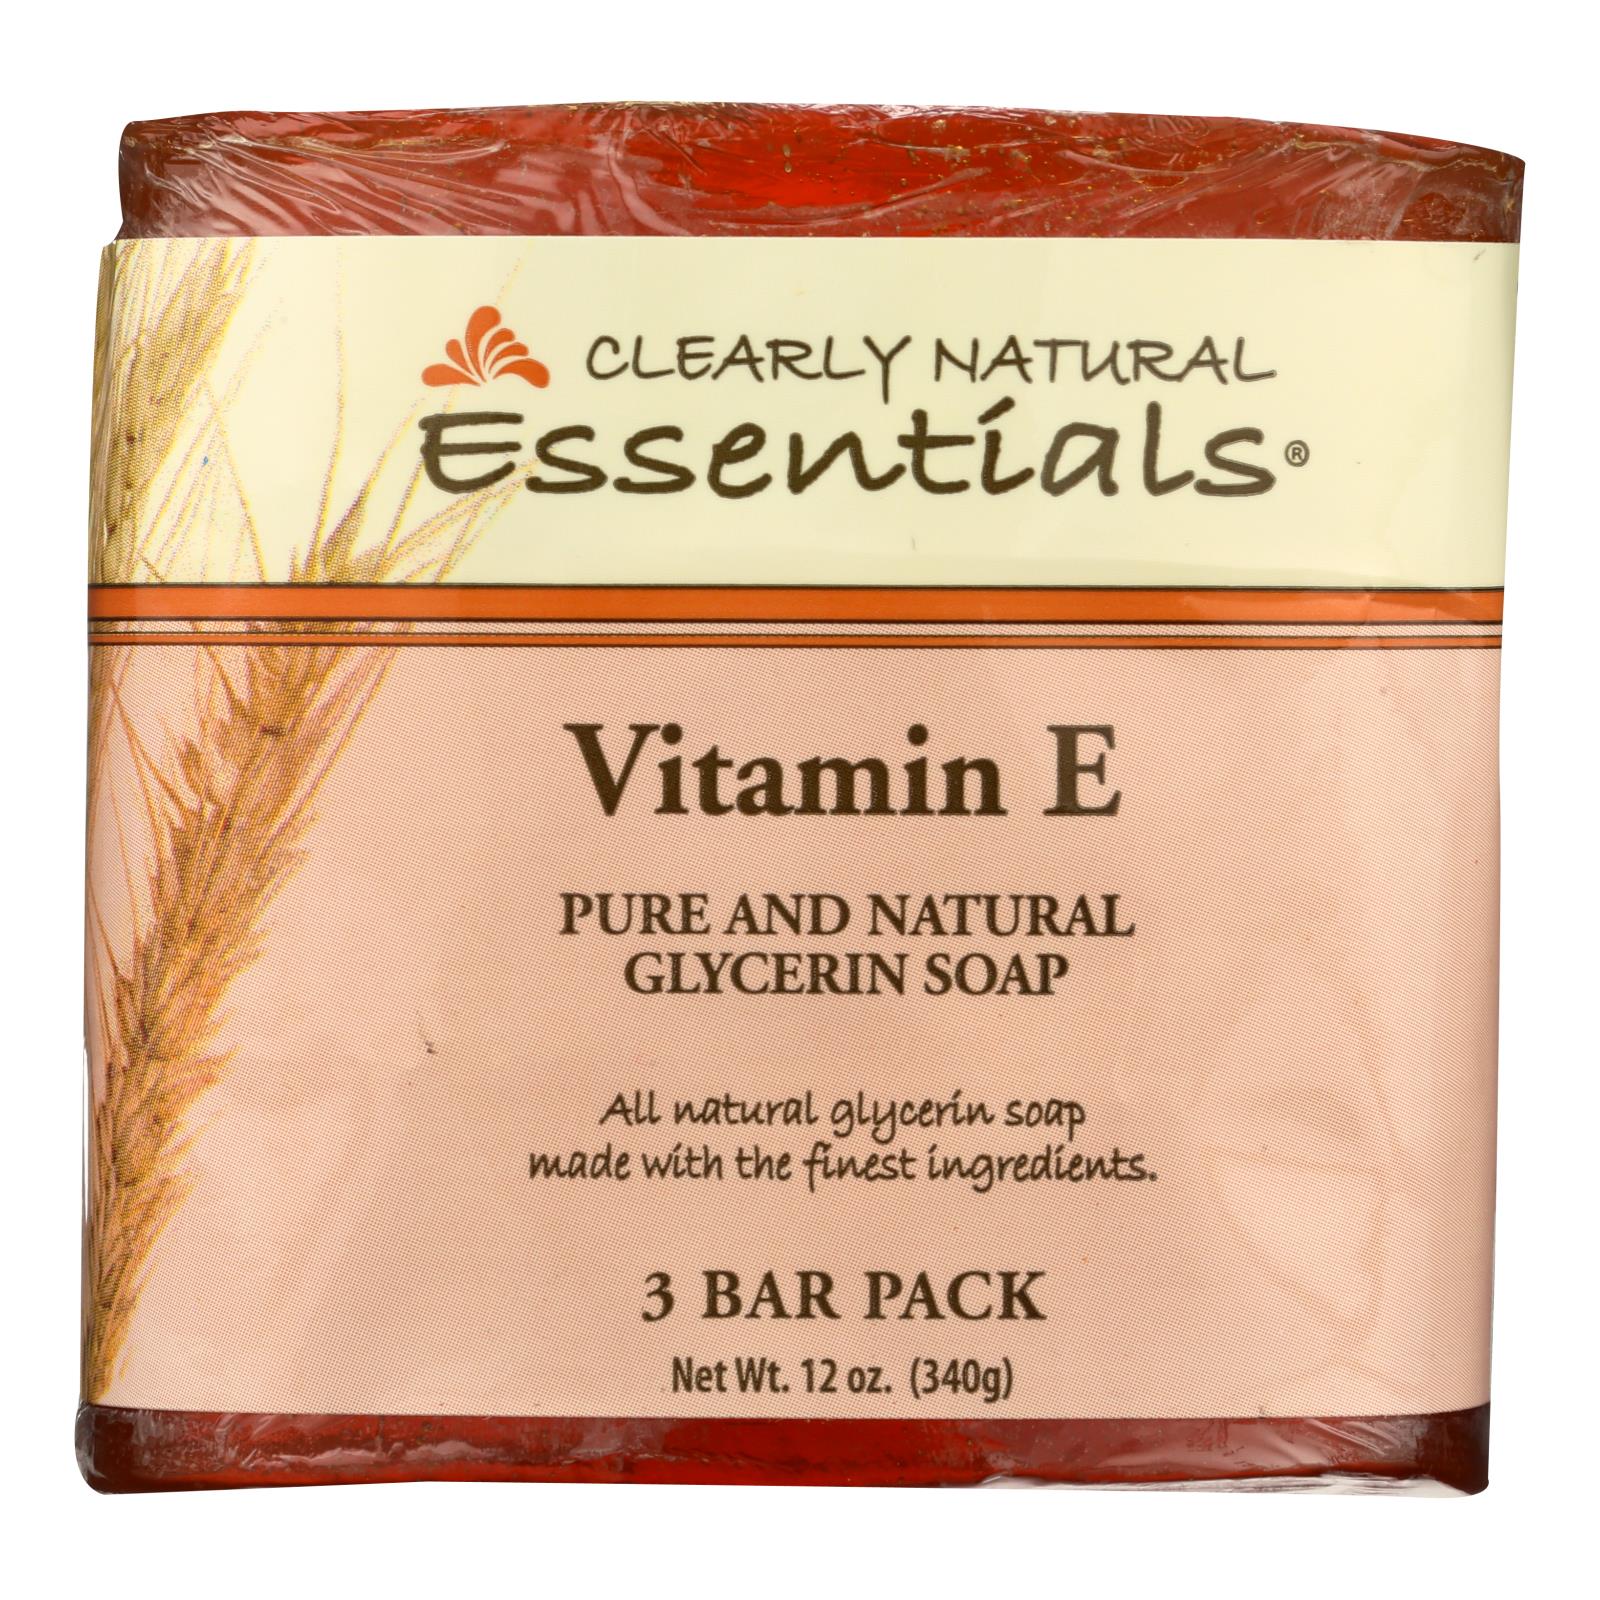 CLEARLY NATURAL
Essentials®
Vitamin E
PURE AND NATURAL
GLYCERIN SOAP
All natural glycerin soap
made with the finest ingredients.
3 BAR PACK
Net Wt. 12 oz. (340g)